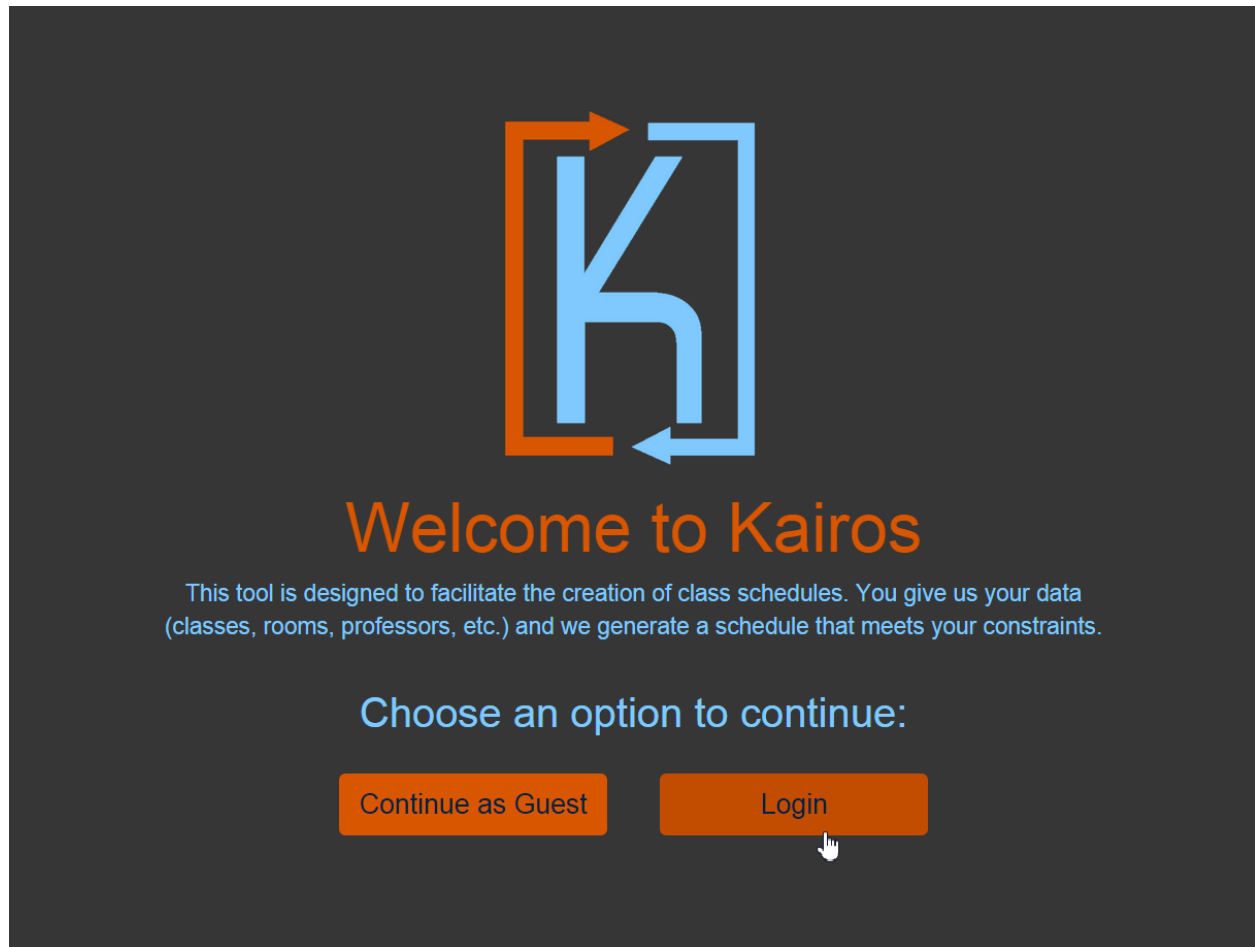 K
Welcome to Kairos
This tool is designed to facilitate the creation of class schedules. You give us your data
(classes, rooms, professors, etc.) and we generate a schedule that meets your constraints.
Choose an option to continue:
Continue as Guest
Login